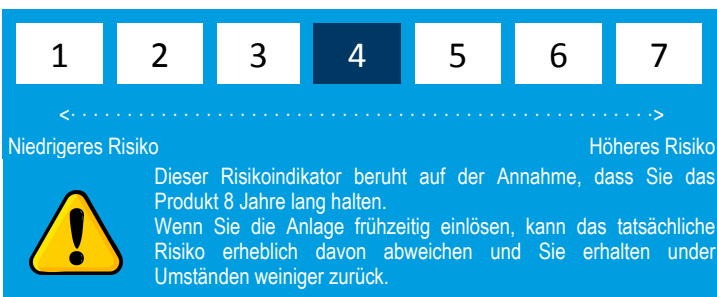 1 2 3 4 5 6 7
<· · · · · · · · · · · · · · · · · · · · · · · · · · · · · · · · · · · · · · · · · · · · · · · · · · · ·>
Niedrigeres Risiko Höheres Risiko
Dieser Risikoindikator beruht auf der Annahme, dass Sie das
Produkt 8 Jahre lang halten.
Wenn Sie die Anlage frühzeitig einlösen, kann das tatsächliche
Risiko erheblich davon abweichen und Sie erhalten under
Umständen weiniger zurück.